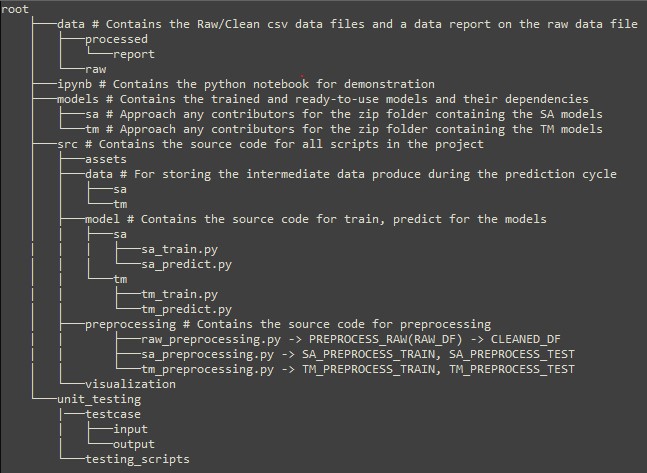 root
├──data # Contains the Raw/Clean csv data files and a data report on the raw data file
│   ├──processed
│   │   └──report
│   └──raw
├──ipynb # Contains the python notebook for demonstration
├──models # Contains the trained and ready-to-use models and their dependencies
│   ├──sa # Approach any contributors for the zip folder containing the SA models
│   └──tm # Approach any contributors for the zip folder containing the TM models
├──src # Contains the source code for all scripts in the project
│   ├──assets
│   ├──data # For storing the intermediate data produce during the prediction cycle
│   │   ├──sa
│   │   └──tm
│   ├──model # Contains the source code for train, predict for the models
│   │   ├──sa
│   │   │   ├──sa_train.py
│   │   │   └──sa_predict.py
│   │   └──tm
│   │       ├──tm_train.py
│   │       └──tm_predict.py
│   ├──preprocessing # Contains the source code for preprocessing
│   │       ├──raw_preprocessing.py -> PREPROCESS_RAW(RAW_DF) -> CLEANED_DF
│   │       ├──sa_preprocessing.py -> SA_PREPROCESS_TRAIN, SA_PREPROCESS_TEST
│   │       └──tm_preprocessing.py -> TM_PREPROCESS_TRAIN, TM_PREPROCESS_TEST
│   └──visualization
└──unit_testing
    ├──testcase
    │   ├──input
    │   └──output
    └──testing_scripts